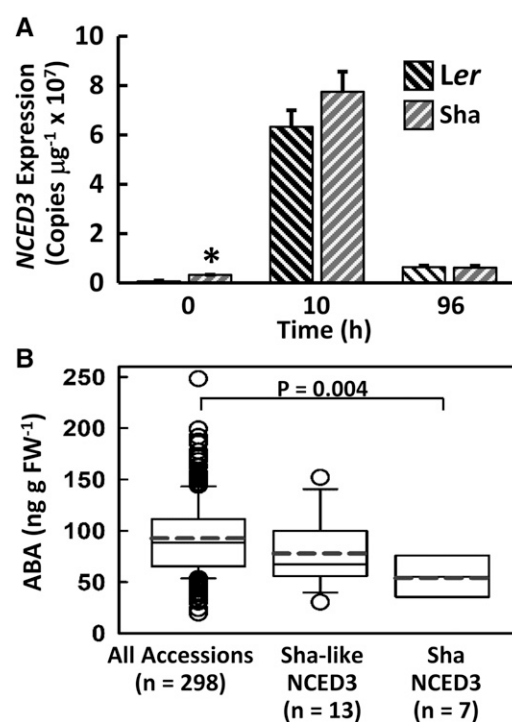 A
NCED3 Expression
(Copies µg⁻¹ x 10⁷)
10
8
6
4
2
0
*
Ler
Sha
0 10 96
Time (h)
B
P = 0.004
ABA (ng g FW⁻¹)
250
200
150
100
50
0
All Accessions
(n = 298)
Sha-like
NCED3
(n = 13)
Sha
NCED3
(n = 7)